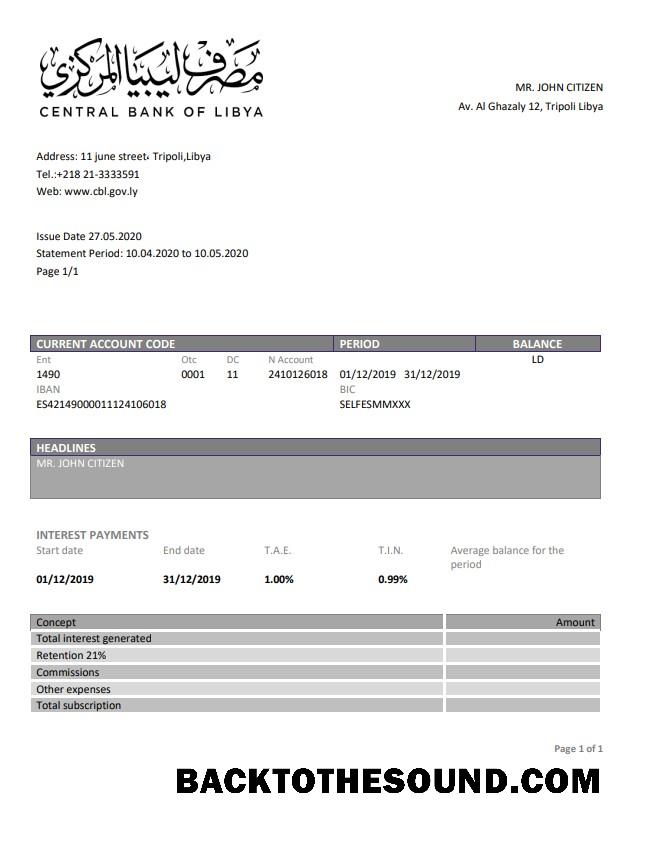 مصرف ليبيا المركزي
CENTRAL BANK OF LIBYA
MR. JOHN CITIZEN
Av. Al Ghazaly 12, Tripoli Libya
Address: 11 june street، Tripoli,Libya
Tel.:+218 21-3333591
Web: www.cbl.gov.ly
Issue Date 27.05.2020
Statement Period: 10.04.2020 to 10.05.2020
Page 1/1
CURRENT ACCOUNT CODE PERIOD BALANCE
Ent Otc DC N Account LD
1490 0001 11 2410126018 01/12/2019 31/12/2019
IBAN BIC
ES42149000011124106018 SELFESMMXXX
HEADLINES
MR. JOHN CITIZEN
INTEREST PAYMENTS
Start date End date T.A.E. T.I.N. Average balance for the
period
01/12/2019 31/12/2019 1.00% 0.99%
Concept Amount
Total interest generated
Retention 21%
Commissions
Other expenses
Total subscription
Page 1 of 1
BACKTOTHESOUND.COM